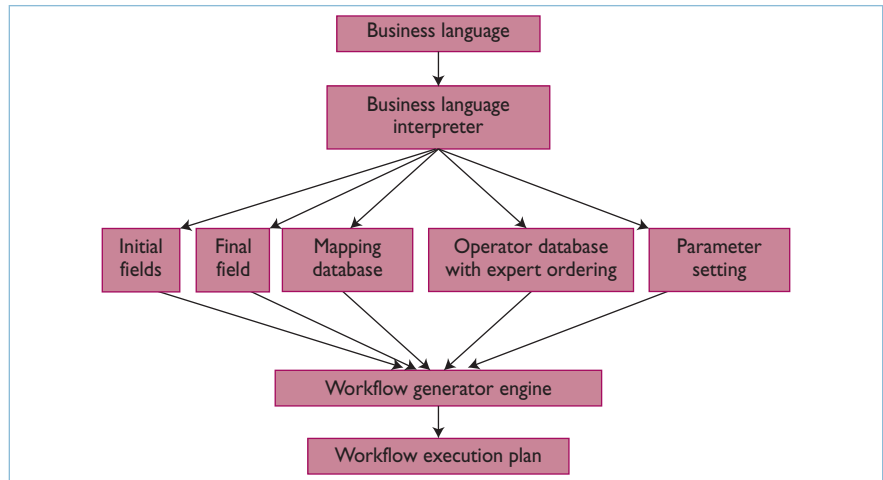 Business language
Business language
interpreter
Initial
fields
Final
field
Mapping
database
Operator database
with expert ordering
Parameter
setting
Workflow generator engine
Workflow execution plan